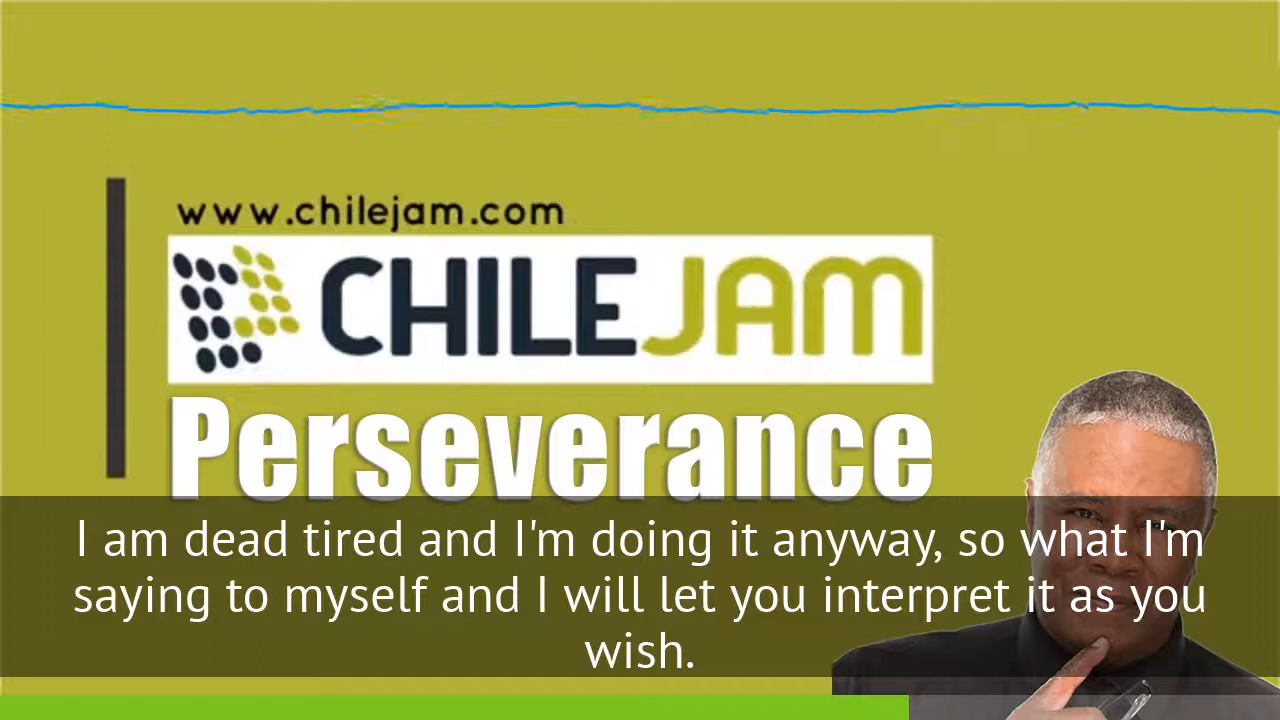 www.chilejam.com
CHILEJAM
Perseverance
I am dead tired and I'm doing it anyway, so what I'm
saying to myself and I will let you interpret it as you
wish.